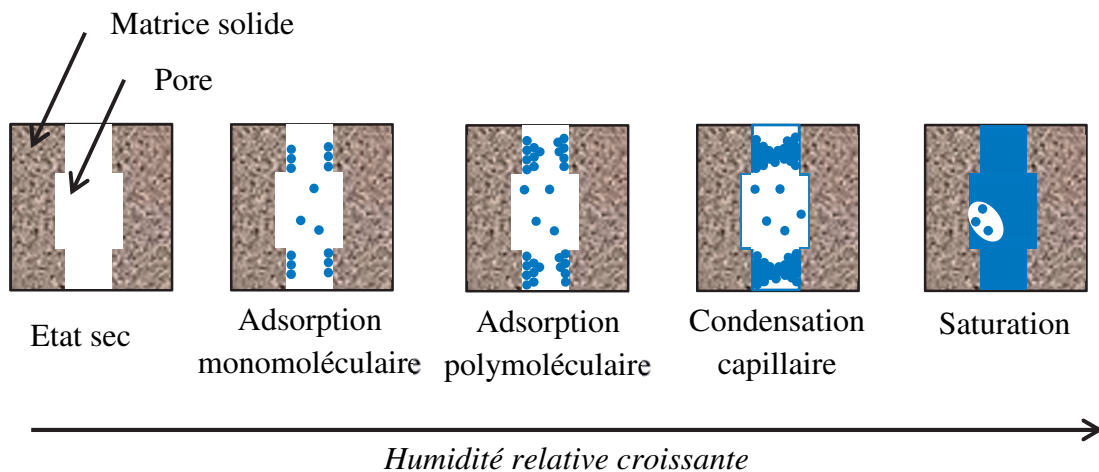 Matrice solide
Pore
Etat sec
Adsorption
monomoléculaire
Adsorption
polymoléculaire
Condensation
capillaire
Saturation
Humidité relative croissante